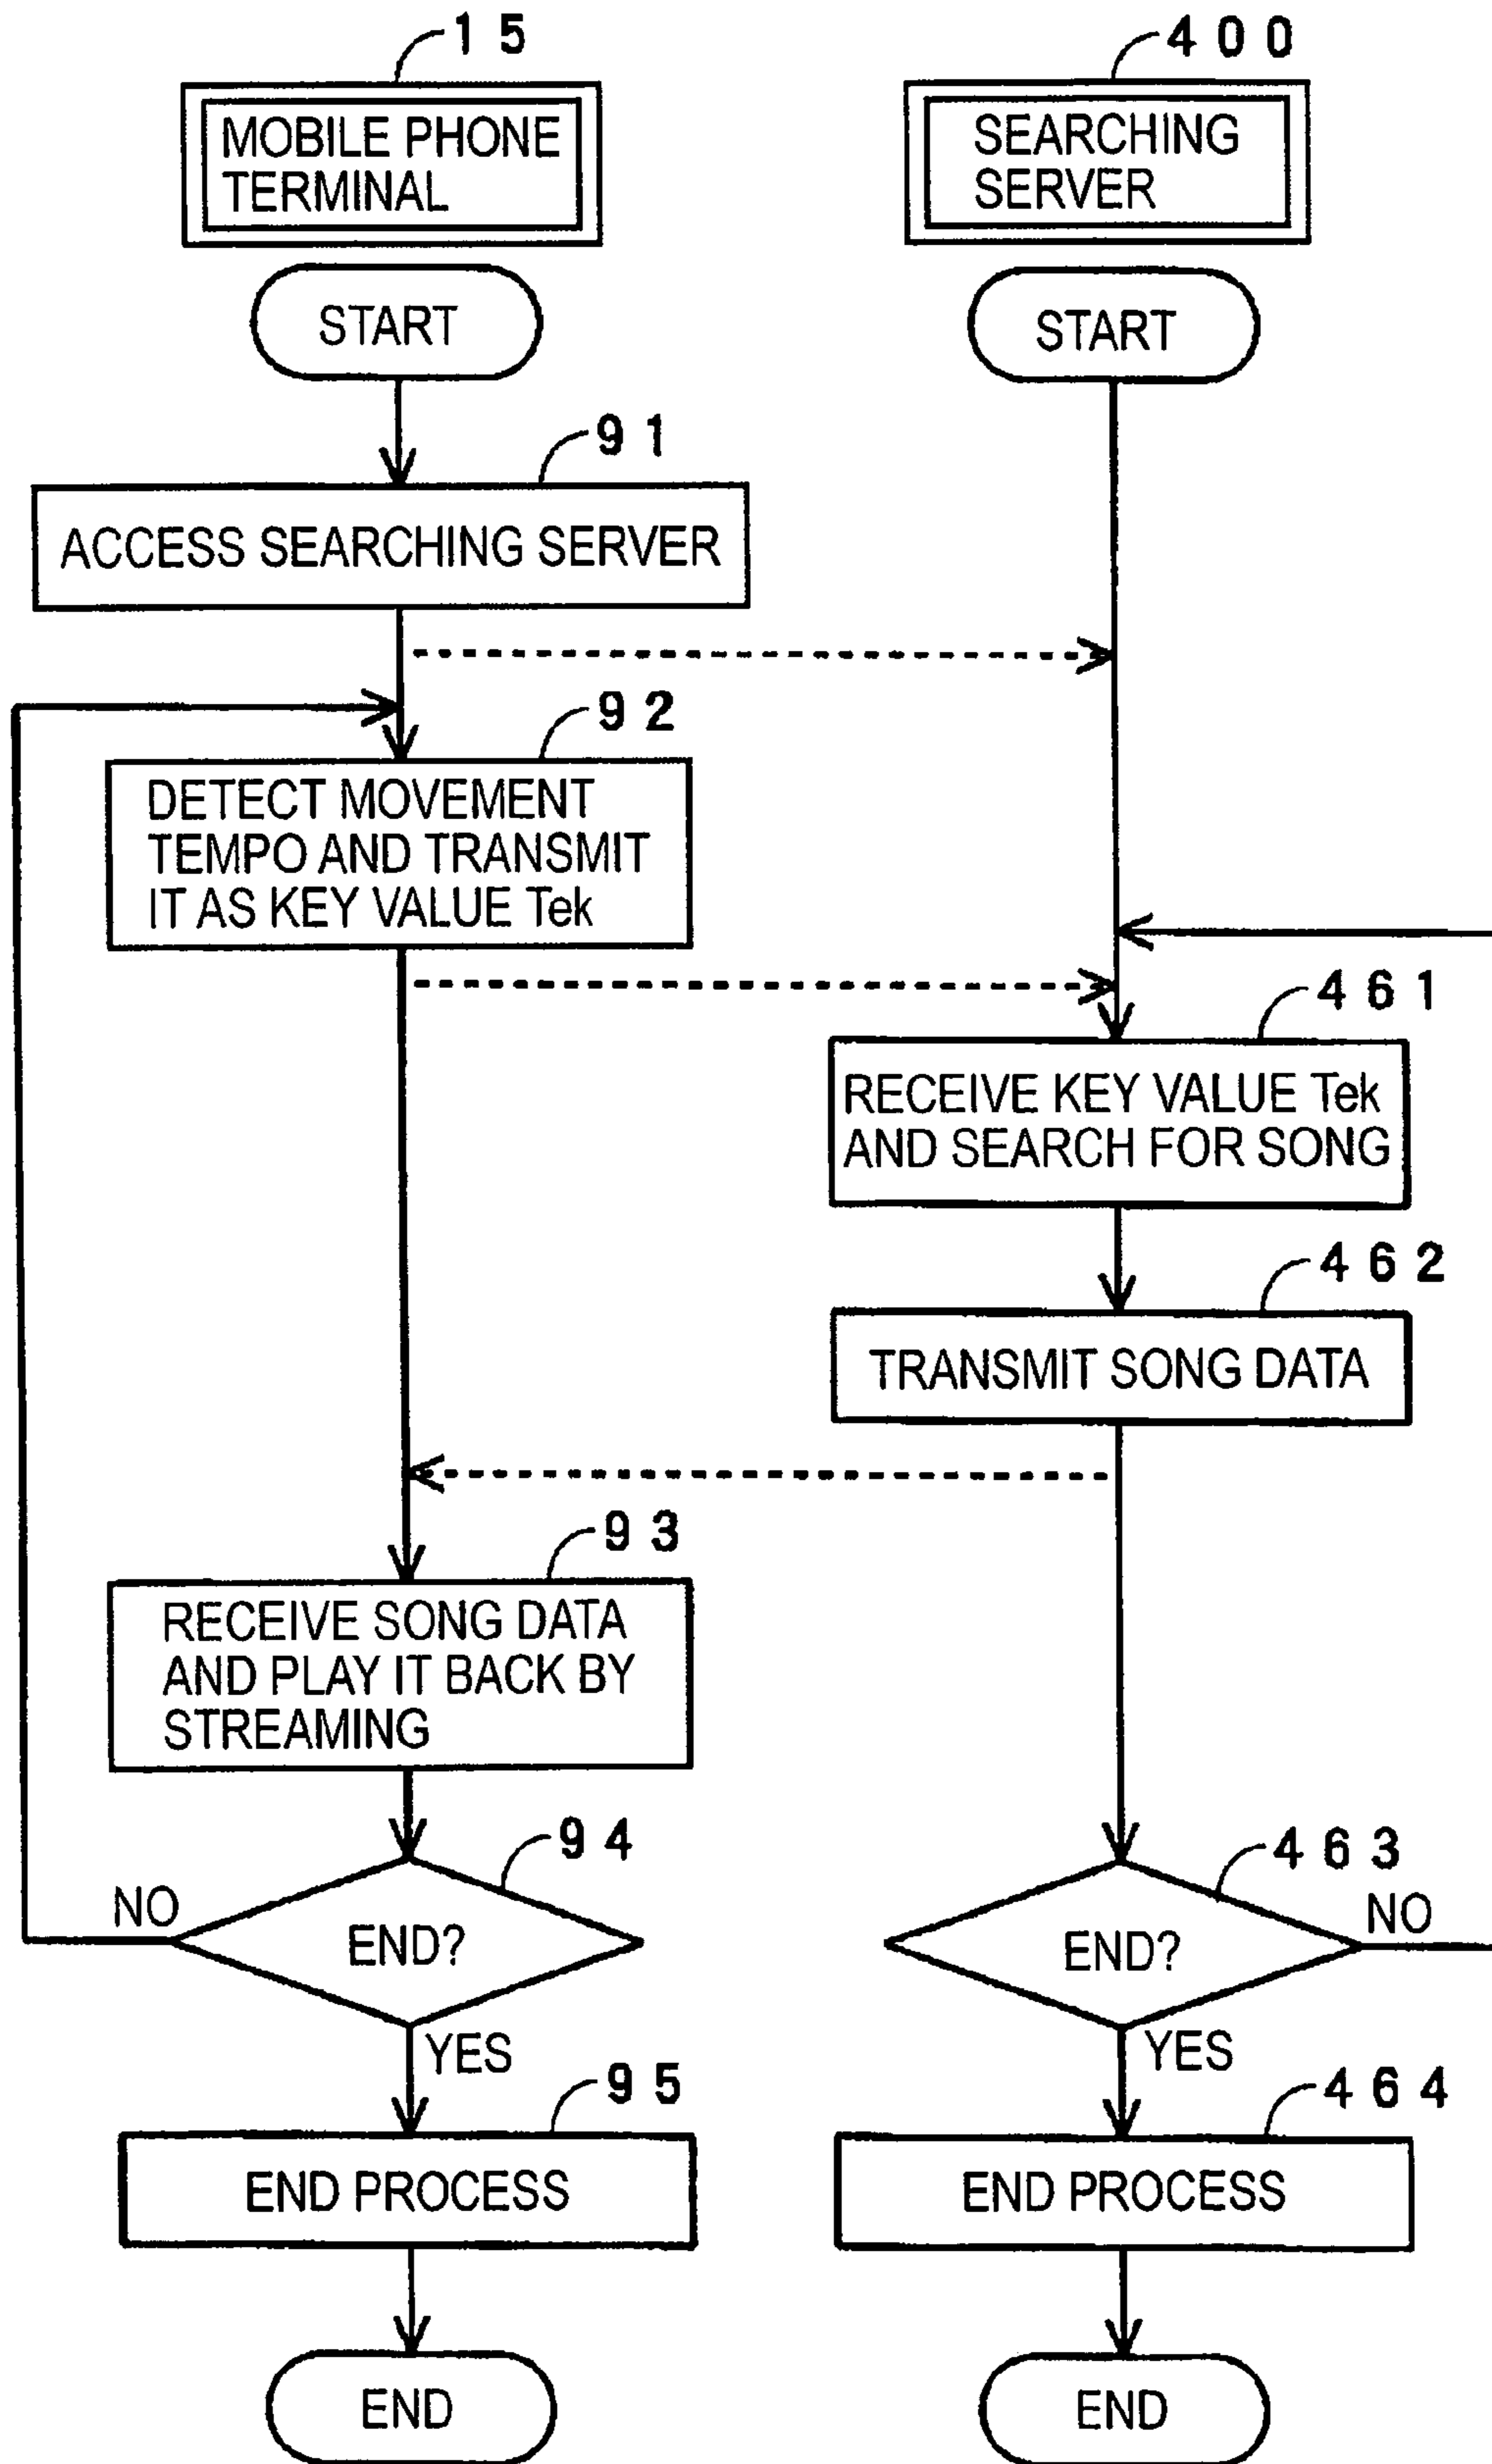 15
MOBILE PHONE
TERMINAL
START
91
ACCESS SEARCHING SERVER
92
DETECT MOVEMENT
TEMPO AND TRANSMIT
IT AS KEY VALUE Tek
93
RECEIVE SONG DATA
AND PLAY IT BACK BY
STREAMING
94
NO
END?
YES
95
END PROCESS
END
400
SEARCHING
SERVER
START
461
RECEIVE KEY VALUE Tek
AND SEARCH FOR SONG
462
TRANSMIT SONG DATA
463
NO
END?
YES
464
END PROCESS
END